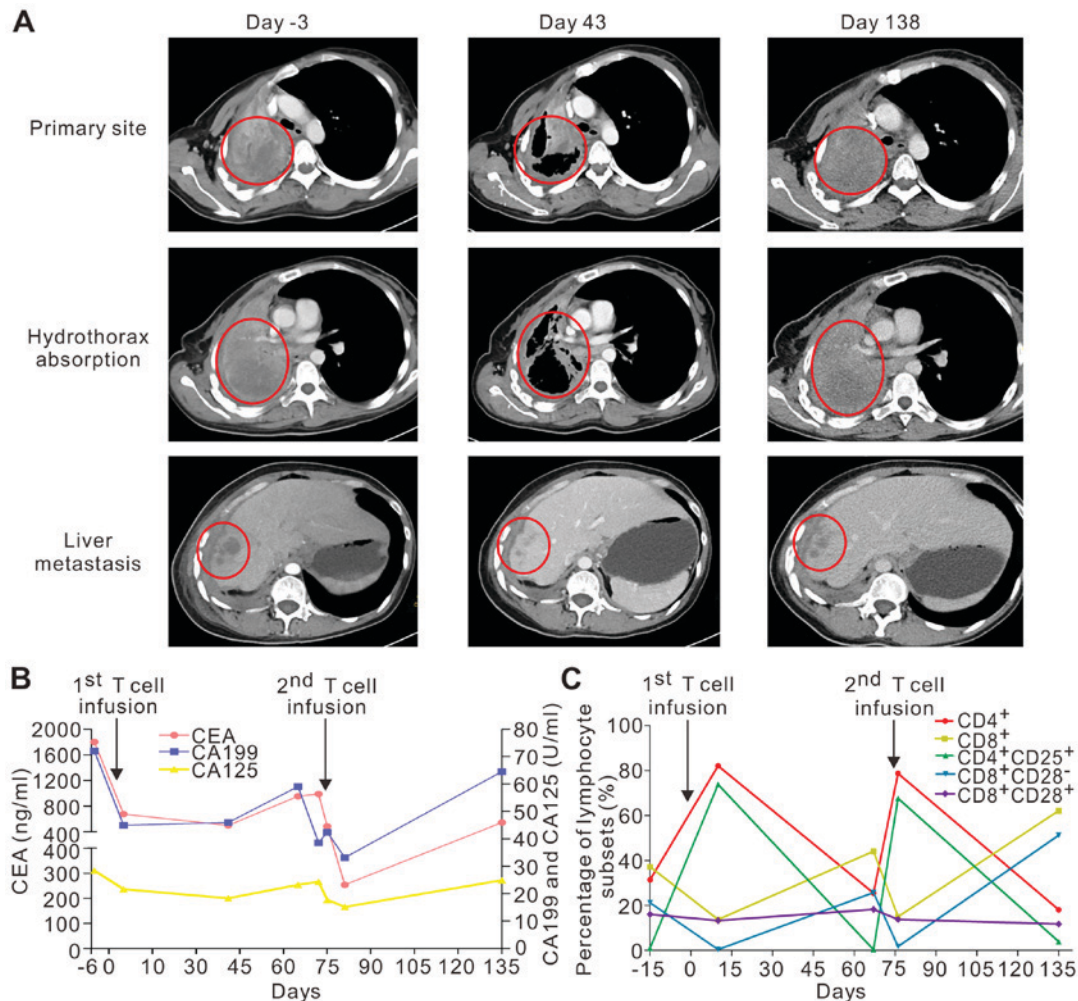 A
Day -3
Day 43
Day 138
Primary site
Hydrothorax
absorption
Liver
metastasis
B
1st T cell
infusion
2nd T cell
infusion
CEA
CA199
CA125
CEA (ng/ml)
2000
1600
1200
800
400
400
300
200
100
0
CA199 and CA125 (U/ml)
80
70
60
50
40
30
20
10
0
-6 0 10 30 45 60 75 90 105 120 135
Days
C
1st T cell
infusion
2nd T cell
infusion
CD4+
CD8+
CD4+CD25+
CD8+CD28-
CD8+CD28+
Percentage of lymphocyte
subsets (%)
100
80
60
40
20
0
-15 0 15 30 45 60 75 90 105 120 135
Days